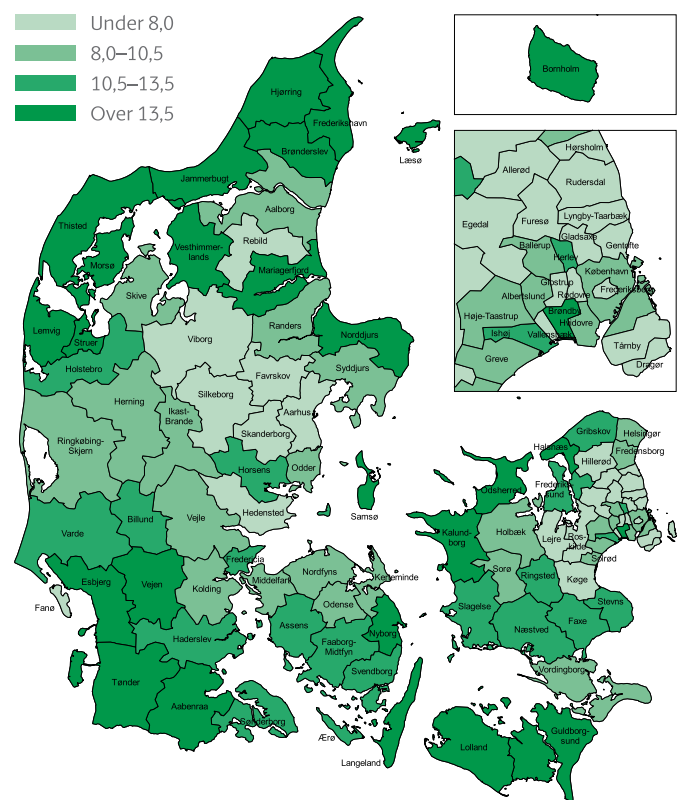 Under 8,0
8,0–10,5
10,5–13,5
Over 13,5
Bornholm
Hjørring
Frederikshavn
Brønderslev
Læsø
Jammerbugt
Aalborg
Thisted
Vesthimmer-
lands
Rebild
Morsø
Mariagerfjord
Skive
Lemvig
Struer
Viborg
Randers
Norddjurs
Holstebro
Favrskov
Syddjurs
Herning
Silkeborg
Ikast-
Brande
Aarhus
Skanderborg
Ringkøbing-
Skjern
Horsens
Odder
Samsø
Hedensted
Varde
Billund
Vejle
Fredericia
Esbjerg
Vejen
Kolding
Middelfart
Nordfyns
Kerteminde
Fanø
Odense
Haderslev
Assens
Nyborg
Faaborg-
Midtfyn
Svendborg
Tønder
Aabenraa
Sønderborg
Ærø
Langeland
Hørsholm
Allerød
Rudersdal
Egedal
Furesø
Lyngby-Taarbæk
Gladsaxe
Ballerup
Gentofte
Herlev
København
Glostrup
Albertslund
Rødovre
Frederiksberg
Høje-Taastrup
Brøndby
Hvidovre
Ishøj
Vallensbæk
Greve
Tårnby
Dragør
Gribskov
Helsingør
Halsnæs
Fredensborg
Hillerød
Odsherred
Frederik-
sund
Kalund-
borg
Holbæk
Lejre
Ros-
kilde
Solrød
Sorø
Ringsted
Køge
Slagelse
Stevns
Næstved
Faxe
Vordingborg
Lolland
Guldborg-
sund